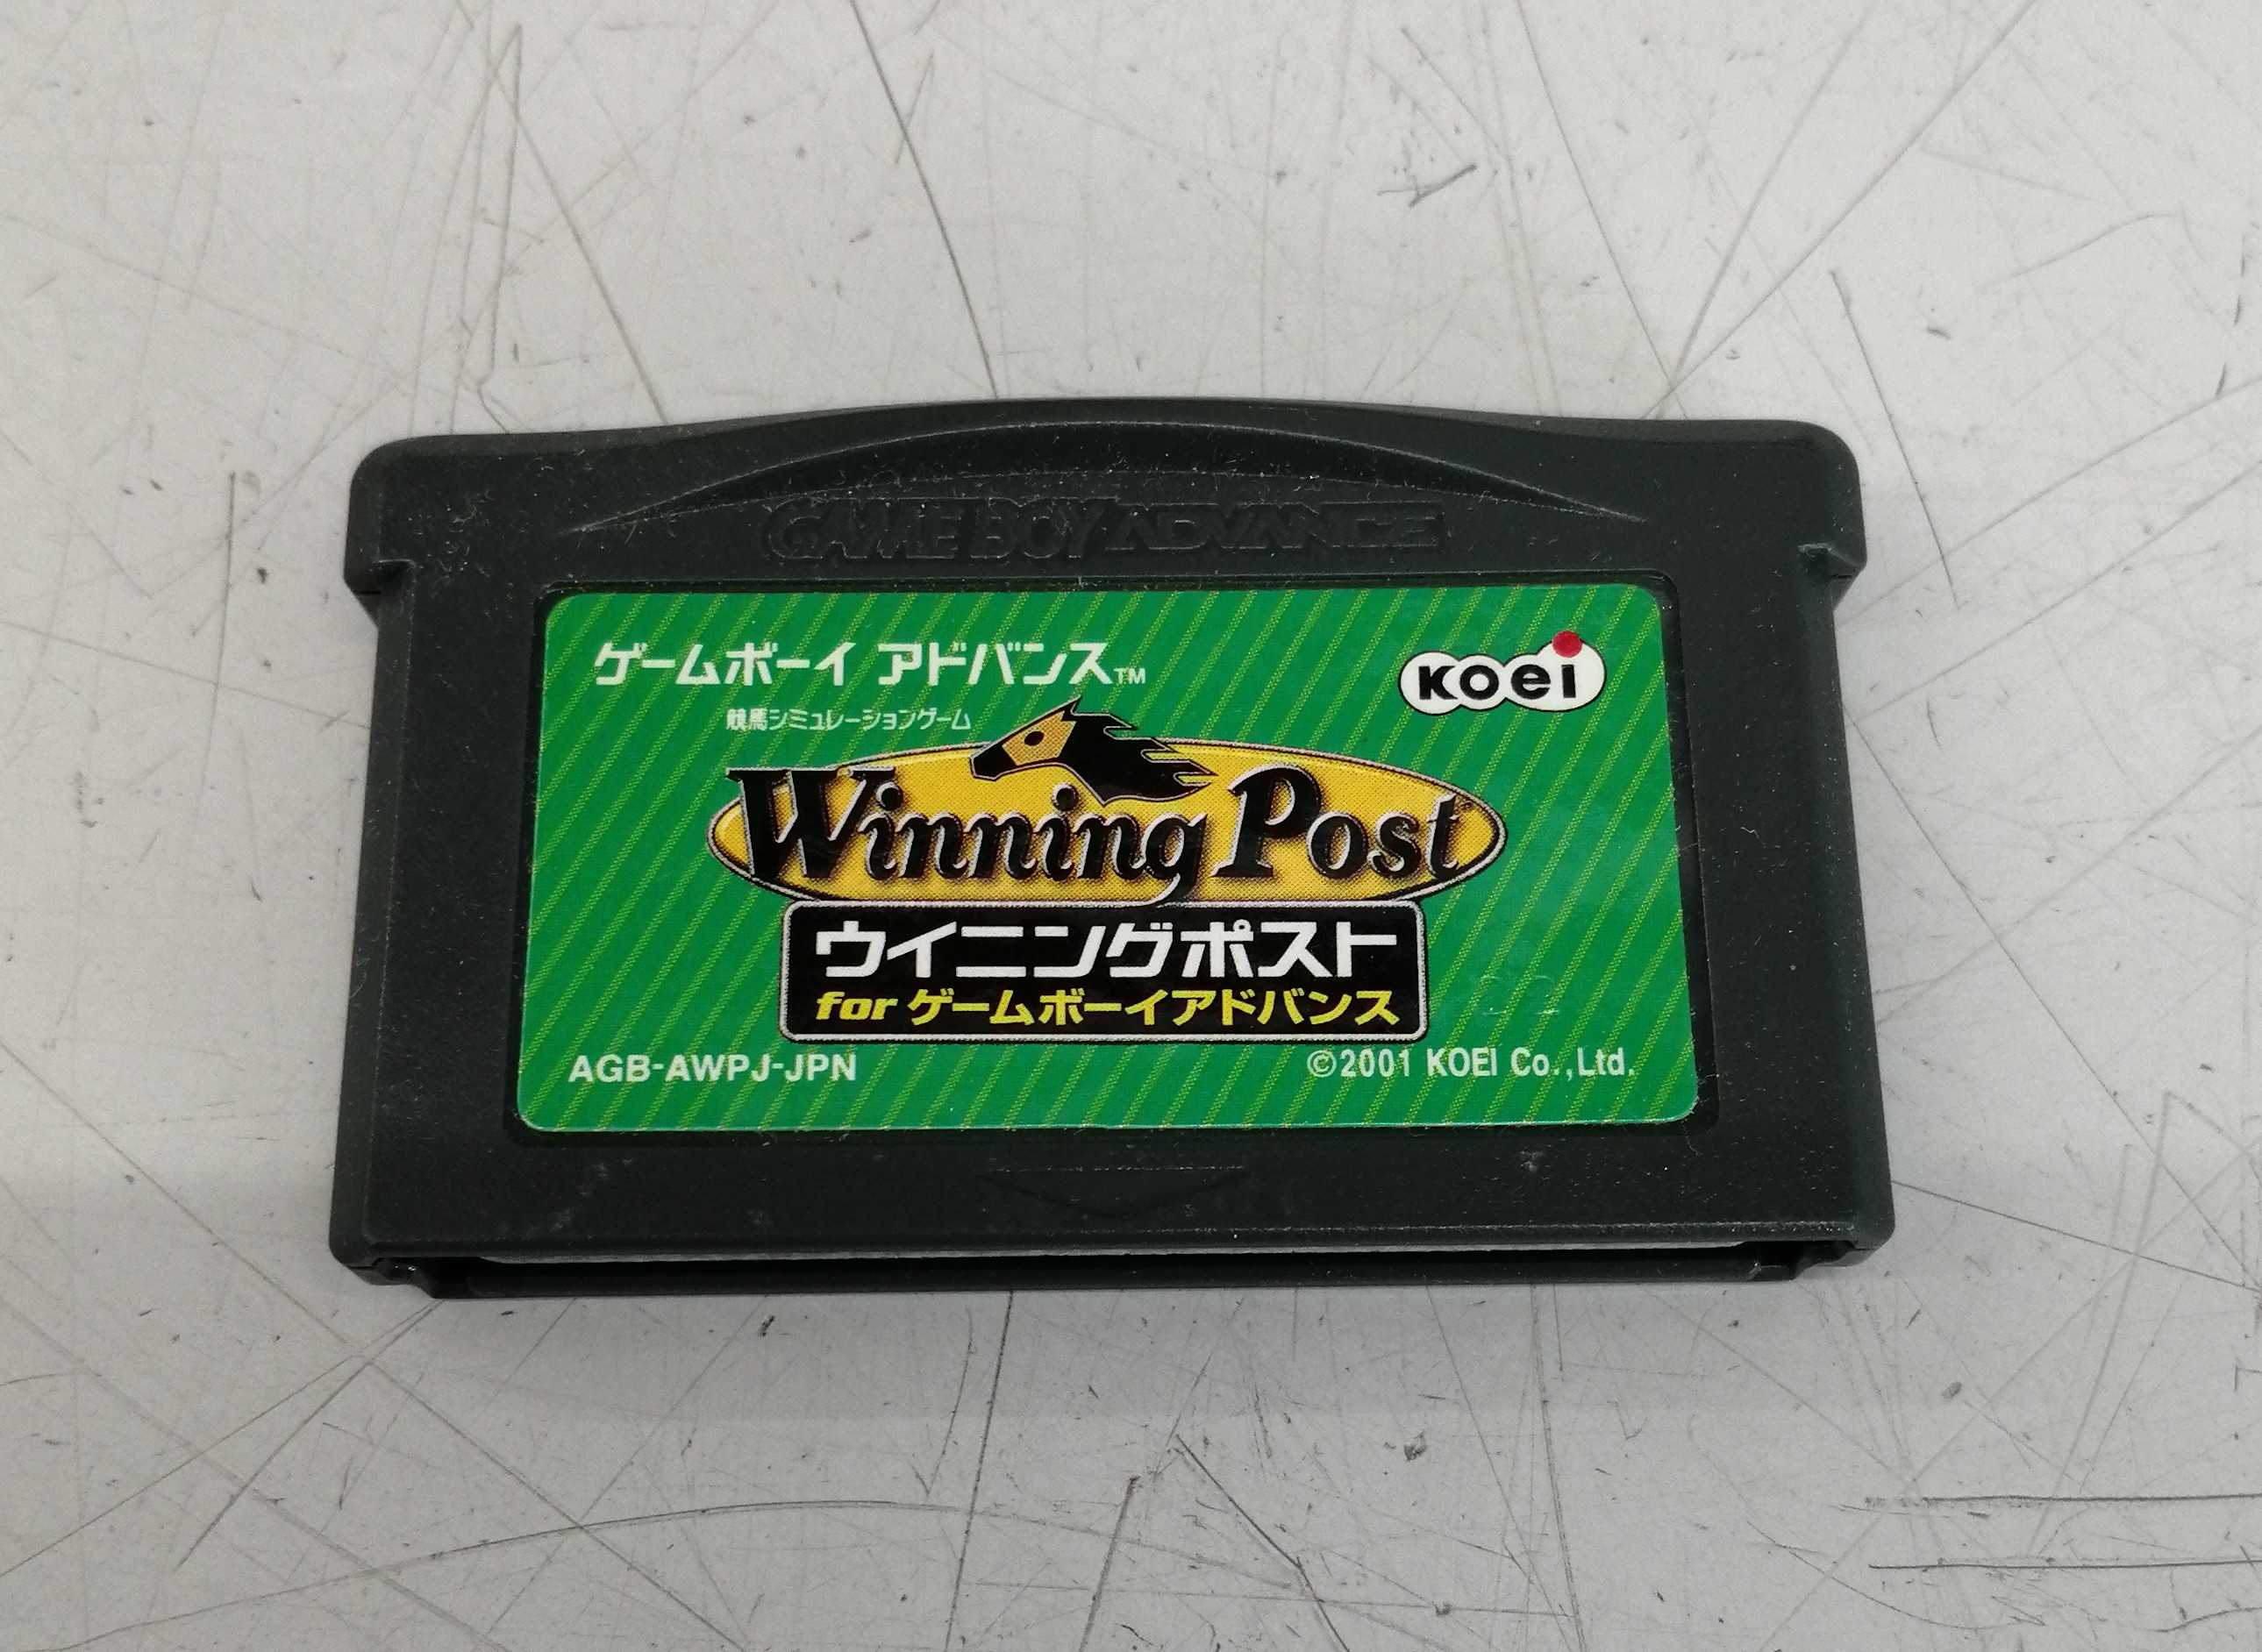 GAME BOY ADVANCE
ゲームボーイ アドバンス™
KOEI
競馬シミュレーションゲーム
Winning Post
ウイニングポスト
for ゲームボーイアドバンス
AGB-AWPJ-JPN
©2001 KOEI Co.,Ltd.